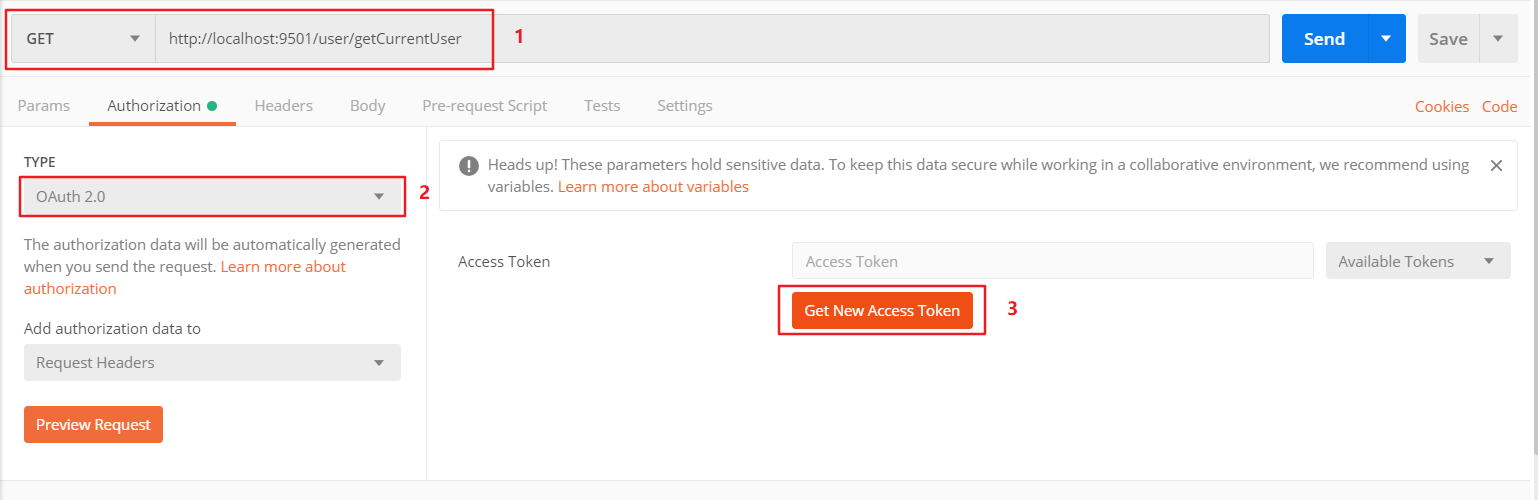 GET
http://localhost:9501/user/getCurrentUser
1
Send
Save
Params
Authorization
Headers
Body
Pre-request Script
Tests
Settings
Cookies
Code
TYPE
OAuth 2.0
2
The authorization data will be automatically generated
when you send the request. Learn more about
authorization
Add authorization data to
Request Headers
Preview Request
Heads up! These parameters hold sensitive data. To keep this data secure while working in a collaborative environment, we recommend using
variables. Learn more about variables
Access Token
Access Token
Available Tokens
Get New Access Token
3